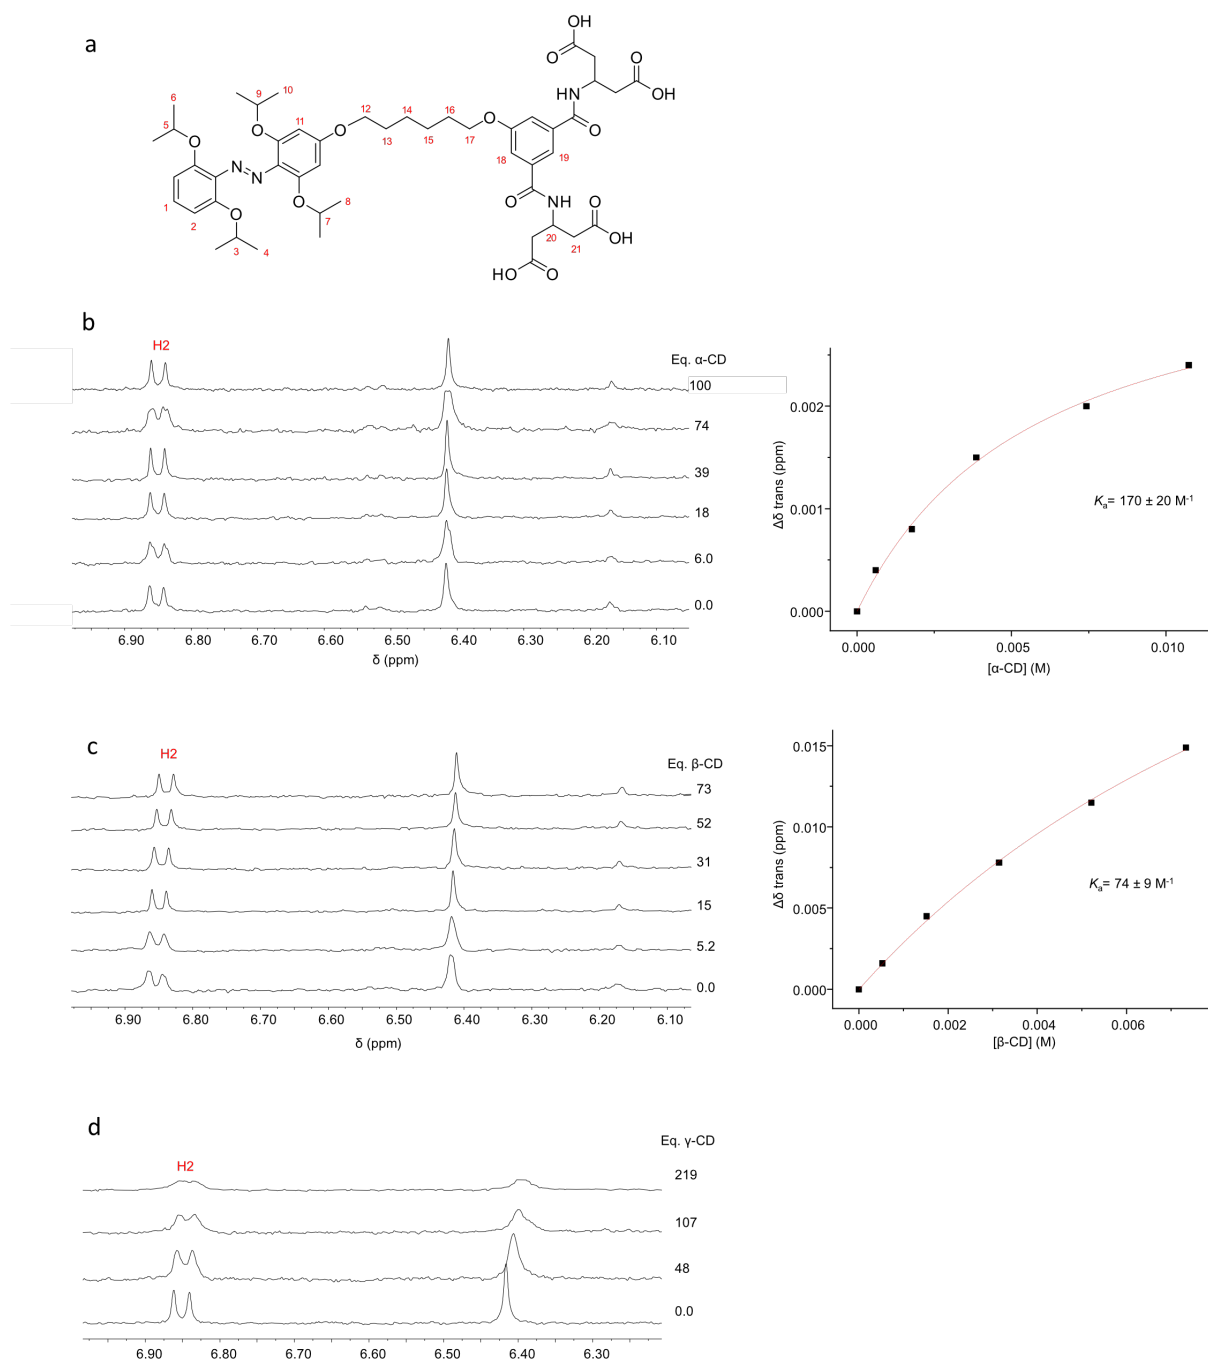 a
OH
O
O
OH
HN
O
O
N
N
O
O
O
O
O
O
O
HN
O
OH
O
HO
O
1
2
3
4
5
6
7
8
9
10
11
12
13
14
15
16
17
18
19
20
21
b
H2
Eq. α-CD
100
74
39
18
6.0
0.0
6.90 6.80 6.70 6.60 6.50 6.40 6.30 6.20 6.10
δ (ppm)
Δδ trans (ppm)
0.002
0.001
0.000
Ka= 170 ± 20 M-1
0.000 0.005 0.010
[α-CD] (M)
c
H2
Eq. β-CD
73
52
31
15
5.2
0.0
6.90 6.80 6.70 6.60 6.50 6.40 6.30 6.20 6.10
δ (ppm)
Δδ trans (ppm)
0.015
0.010
0.005
0.000
Ka= 74 ± 9 M-1
0.000 0.002 0.004 0.006
[β-CD] (M)
d
H2
Eq. γ-CD
219
107
48
0.0
6.90 6.80 6.70 6.60 6.50 6.40 6.30
δ (ppm)